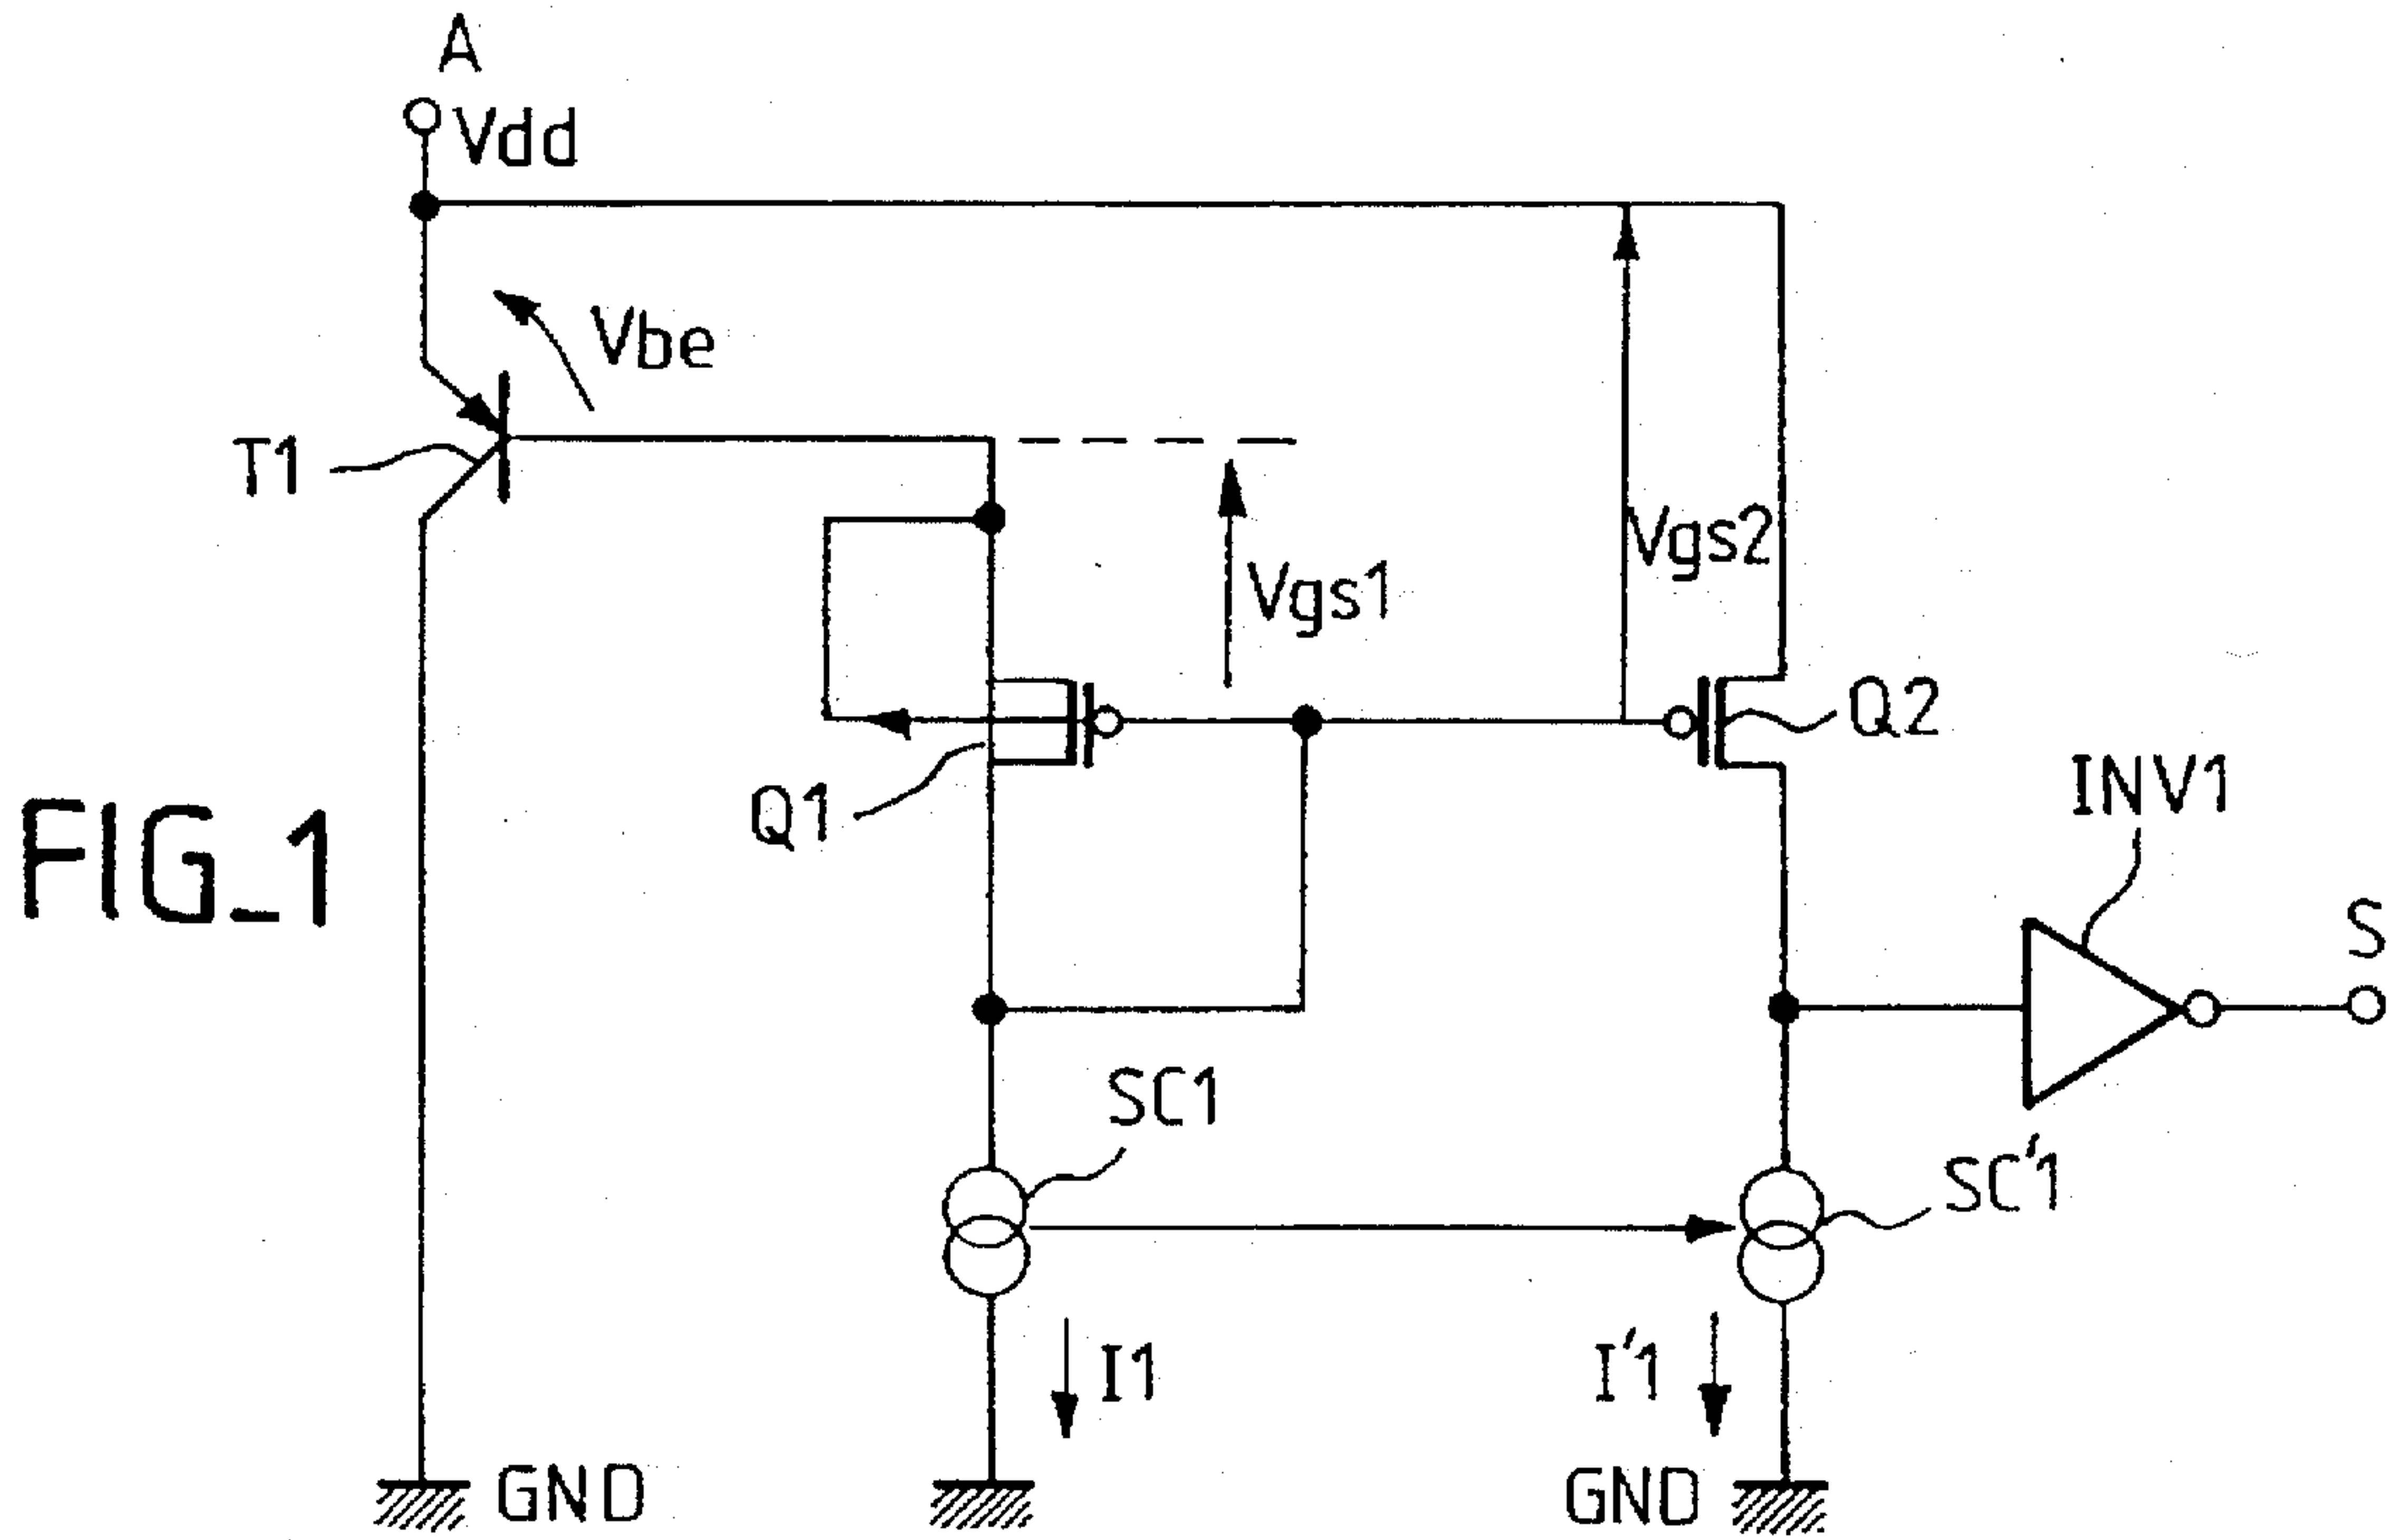 A
Vdd
Vbe
T1
Vgs1
Vgs2
Q2
Q1
INV1
FIG_1
S
SC1
SC'1
I1
I'1
GND
GND